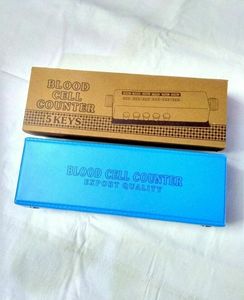 BLOOD
CELL
COUNTER
5 KEYS
BLOOD CELL COUNTER
EXPORT QUALITY